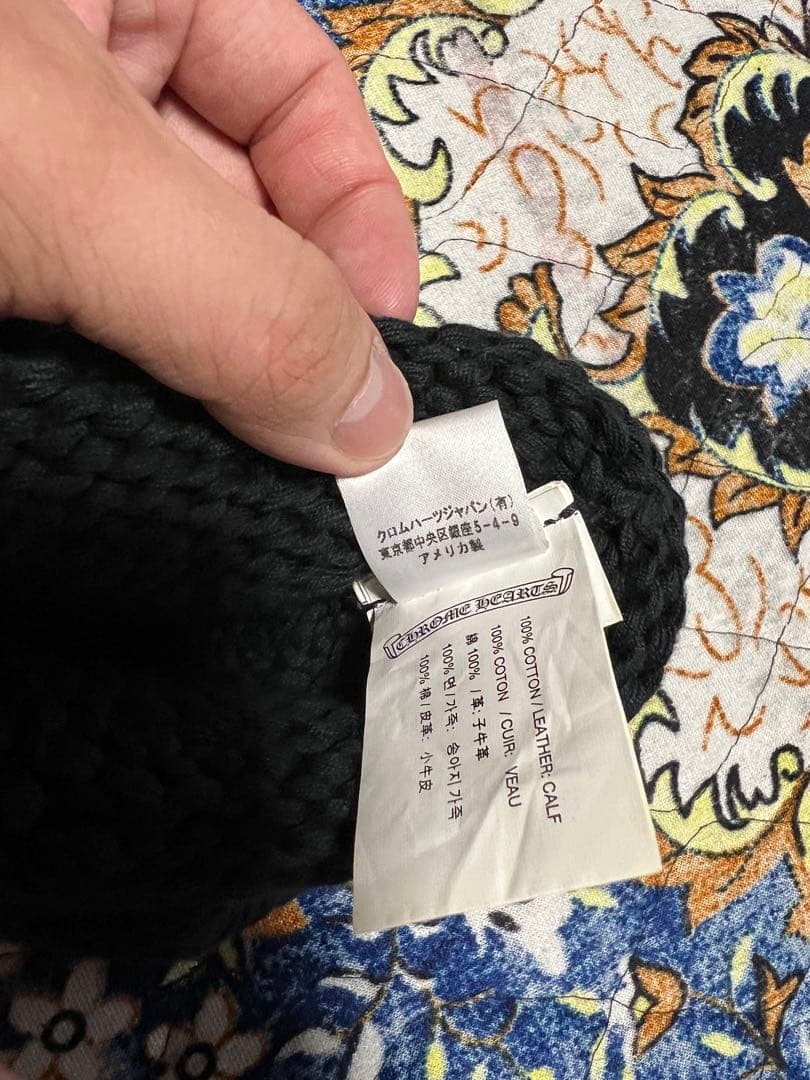 クロムハーツジャパン(有)
東京都中央区銀座5-4-9
アメリカ製
CHROME HEARTS
100% COTTON / LEATHER: CALF
100% COTON / CUIR: VEAU
綿 100% / 革: 子牛革
100% 면 / 가죽: 송아지 가죽
100% 棉 / 皮革: 小牛皮